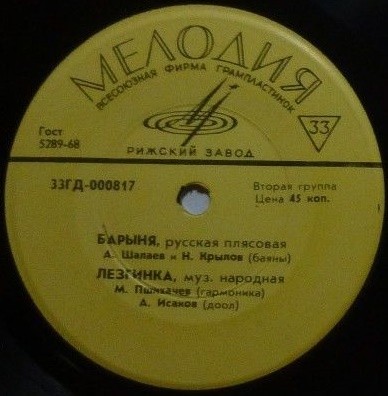 МЕЛОДИЯ
ВСЕСОЮЗНАЯ ФИРМА ГРАМПЛАСТИНОК
Гост
5289-68
33
РИЖСКИЙ ЗАВОД
33ГД-000817
Вторая группа
Цена 45 коп.
БАРЫНЯ, русская плясовая
А. Шалаев и Н. Крылов (баяны)
ЛЕЗГИНКА, муз. народная
М. Пшихачев (гармоника)
А. Исаков (доол)